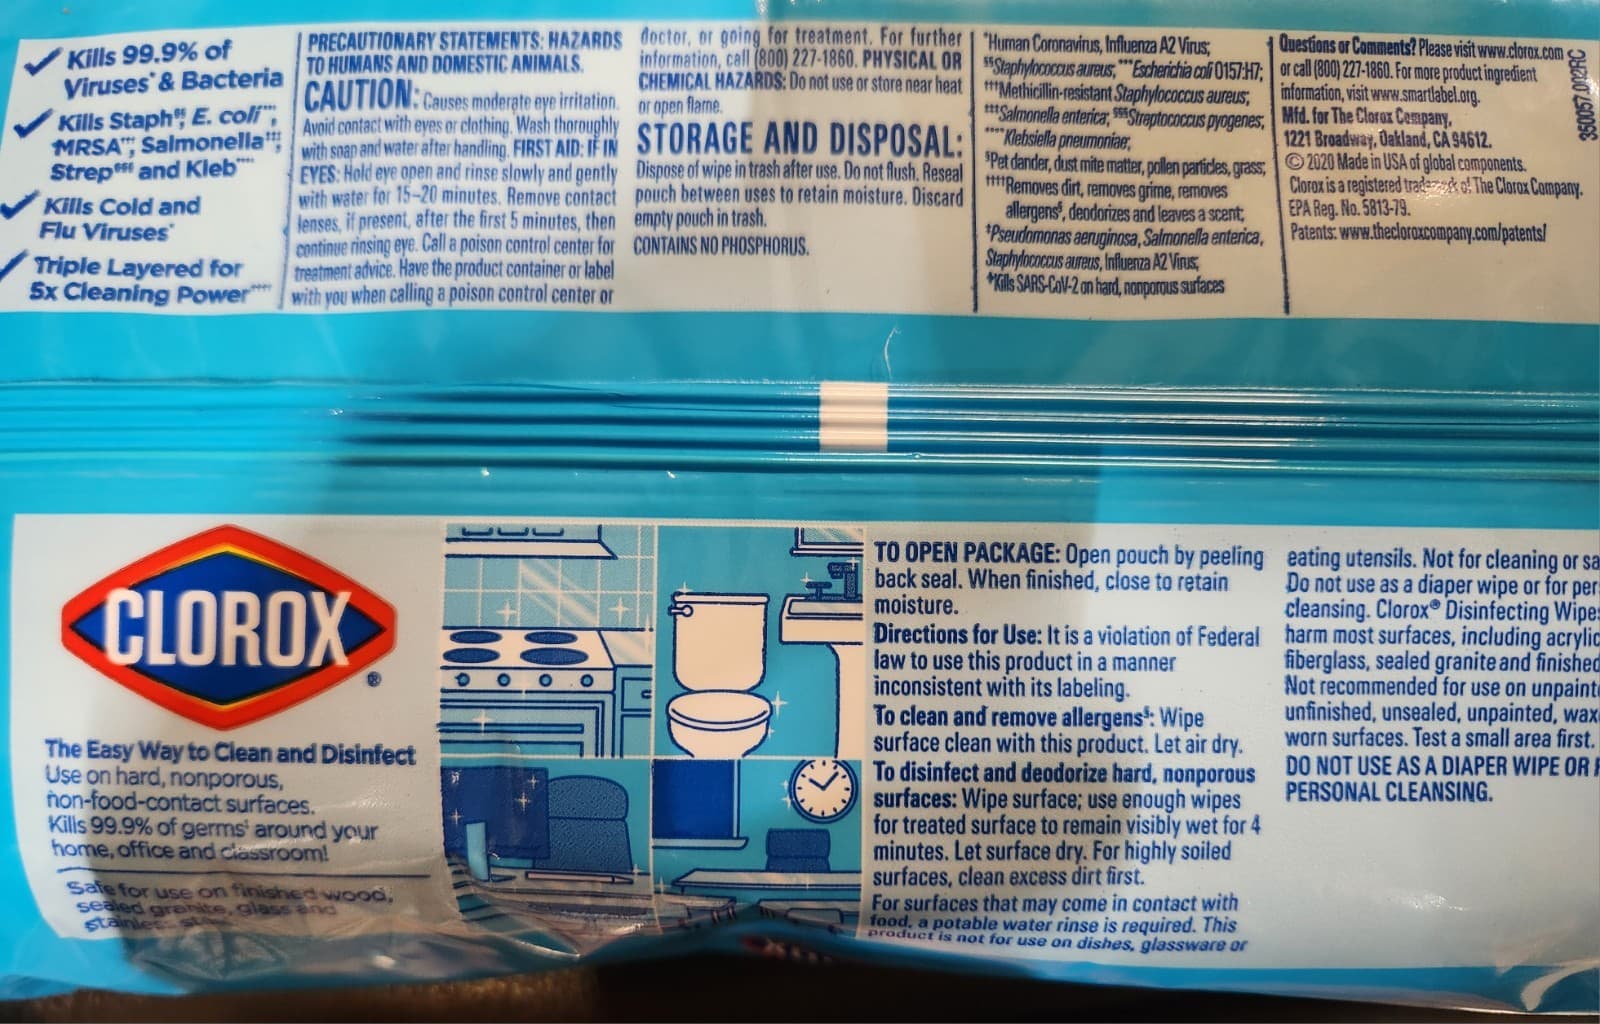 ✓ Kills 99.9% of
Viruses* & Bacteria
✓ Kills Staph§§, E. coli***,
MRSA†††, Salmonella‡‡‡,
Strep§§§ and Kleb****
✓ Kills Cold and
Flu Viruses*
✓ Triple Layered for
5x Cleaning Power††††
PRECAUTIONARY STATEMENTS: HAZARDS
TO HUMANS AND DOMESTIC ANIMALS.
CAUTION: Causes moderate eye irritation.
Avoid contact with eyes or clothing. Wash thoroughly
with soap and water after handling. FIRST AID: IF IN
EYES: Hold eye open and rinse slowly and gently
with water for 15–20 minutes. Remove contact
lenses, if present, after the first 5 minutes, then
continue rinsing eye. Call a poison control center for
treatment advice. Have the product container or label
with you when calling a poison control center or
doctor, or going for treatment. For further
information, call (800) 227-1860. PHYSICAL OR
CHEMICAL HAZARDS: Do not use or store near heat
or open flame.
STORAGE AND DISPOSAL:
Dispose of wipe in trash after use. Do not flush. Reseal
pouch between uses to retain moisture. Discard
empty pouch in trash.
CONTAINS NO PHOSPHORUS.
*Human Coronavirus, Influenza A2 Virus;
§§Staphylococcus aureus; ***Escherichia coli O157:H7;
†††Methicillin-resistant Staphylococcus aureus;
‡‡‡Salmonella enterica; §§§Streptococcus pyogenes;
****Klebsiella pneumoniae;
§Pet dander, dust mite matter, pollen particles, grass;
††††Removes dirt, removes grime, removes
allergens§, deodorizes and leaves a scent;
‡Pseudomonas aeruginosa, Salmonella enterica,
Staphylococcus aureus, Influenza A2 Virus;
Kills SARS-CoV-2 on hard, nonporous surfaces
Questions or Comments? Please visit www.clorox.com
or call (800) 227-1860. For more product ingredient
information, visit www.smartlabel.org.
Mfd. for The Clorox Company,
1221 Broadway, Oakland, CA 94612.
© 2020 Made in USA of global components.
Clorox is a registered trademark of The Clorox Company.
EPA Reg. No. 5813-79.
Patents: www.thecloroxcompany.com/patents/
350057.002RC
CLOROX®
The Easy Way to Clean and Disinfect
Use on hard, nonporous,
non-food-contact surfaces.
Kills 99.9% of germs‡ around your
home, office and classroom!
Safe for use on finished wood,
sealed granite, glass and
stainless
TO OPEN PACKAGE: Open pouch by peeling
back seal. When finished, close to retain
moisture.
Directions for Use: It is a violation of Federal
law to use this product in a manner
inconsistent with its labeling.
To clean and remove allergens§: Wipe
surface clean with this product. Let air dry.
To disinfect and deodorize hard, nonporous
surfaces: Wipe surface; use enough wipes
for treated surface to remain visibly wet for 4
minutes. Let surface dry. For highly soiled
surfaces, clean excess dirt first.
For surfaces that may come in contact with
food, a potable water rinse is required. This
product is not for use on dishes, glassware or
eating utensils. Not for cleaning or sa
Do not use as a diaper wipe or for per
cleansing. Clorox® Disinfecting Wipes
harm most surfaces, including acrylic
fiberglass, sealed granite and finished
Not recommended for use on unpainte
unfinished, unsealed, unpainted, wax
worn surfaces. Test a small area first.
DO NOT USE AS A DIAPER WIPE OR
PERSONAL CLEANSING.